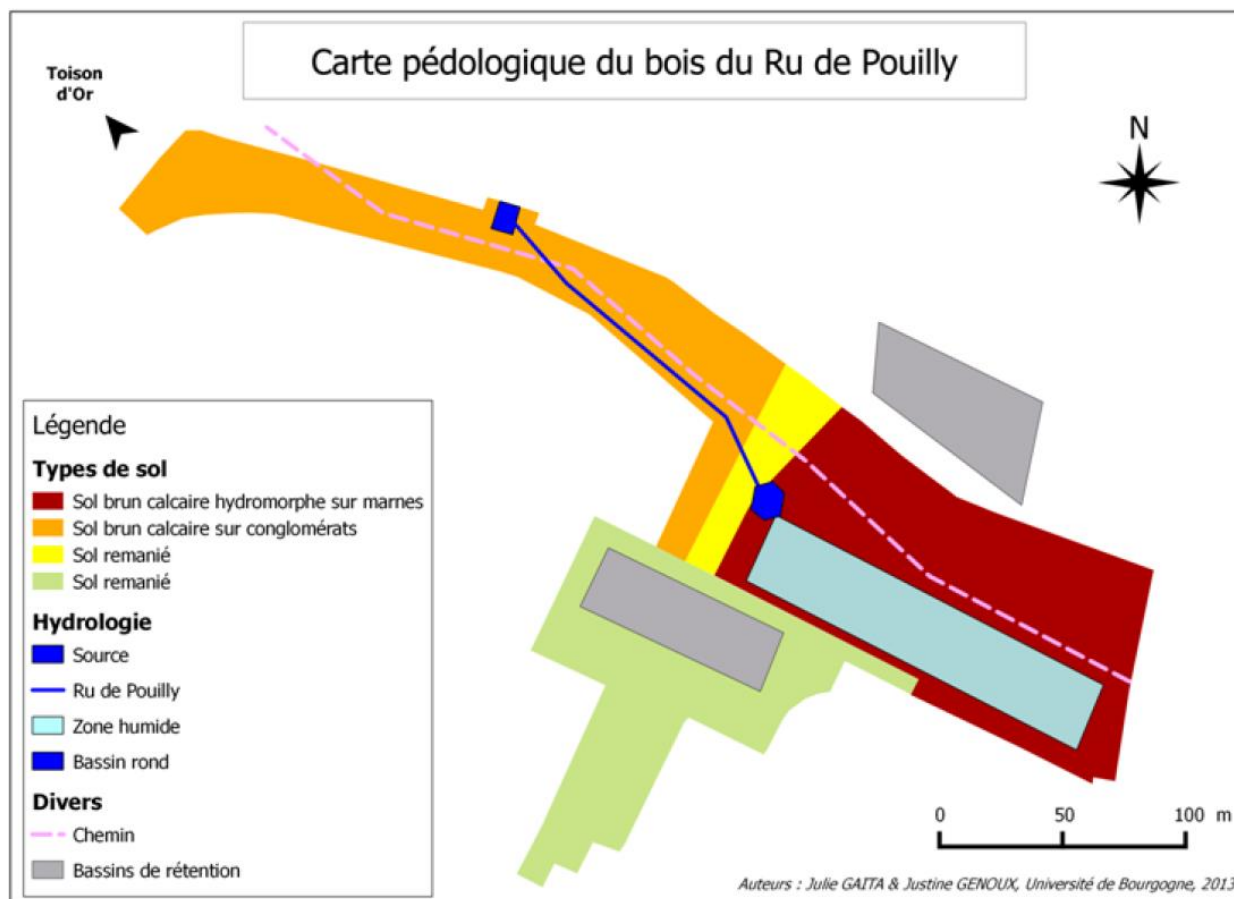 Carte pédologique du bois du Ru de Pouilly
Toison
d'Or
N
Légende
Types de sol
Sol brun calcaire hydromorphe sur marnes
Sol brun calcaire sur conglomérats
Sol remanié
Sol remanié
Hydrologie
Source
Ru de Pouilly
Zone humide
Bassin rond
Divers
Chemin
Bassins de rétention
0 50 100 m
Auteurs : Julie GAITA & Justine GENOUX, Université de Bourgogne, 2013